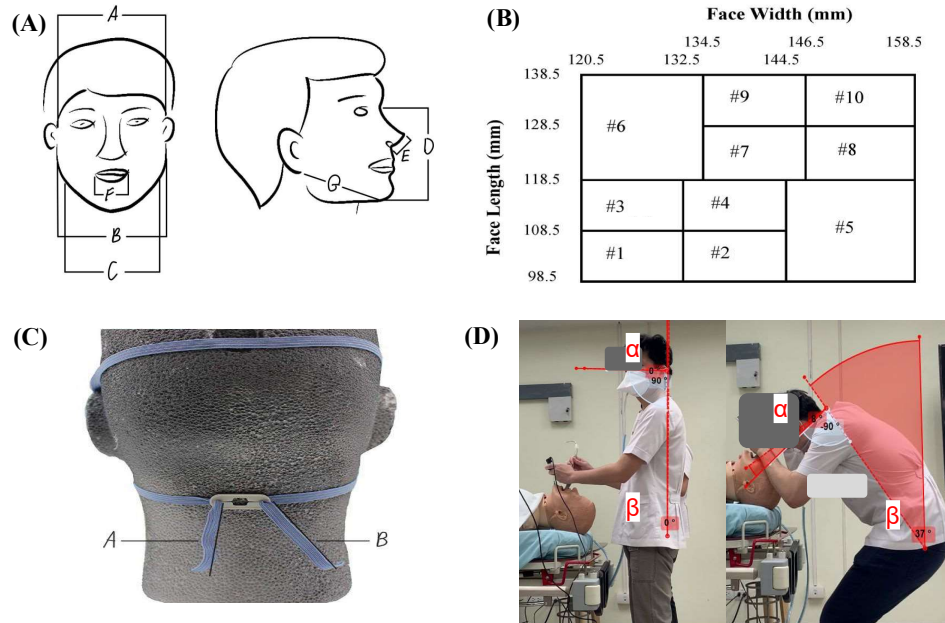 (A)
A
F
B
C
D
E
G
(B)
Face Width (mm)
134.5 146.5 158.5
120.5 132.5 144.5
Face Length (mm)
138.5
128.5
118.5
108.5
98.5
#9 #10
#6
#7 #8
#3 #4
#5
#1 #2
(C)
A B
(D)
α
0°
90°
β
0°
α
-90°
β
37°